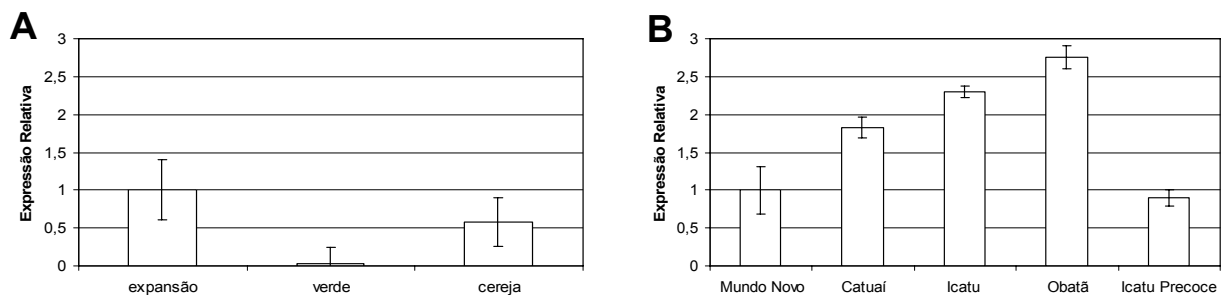 A
Expressão Relativa
3
2,5
2
1,5
1
0,5
0
expansão verde cereja
B
Expressão Relativa
3
2,5
2
1,5
1
0,5
0
Mundo Novo Catuaí Icatu Obatã Icatu Precoce